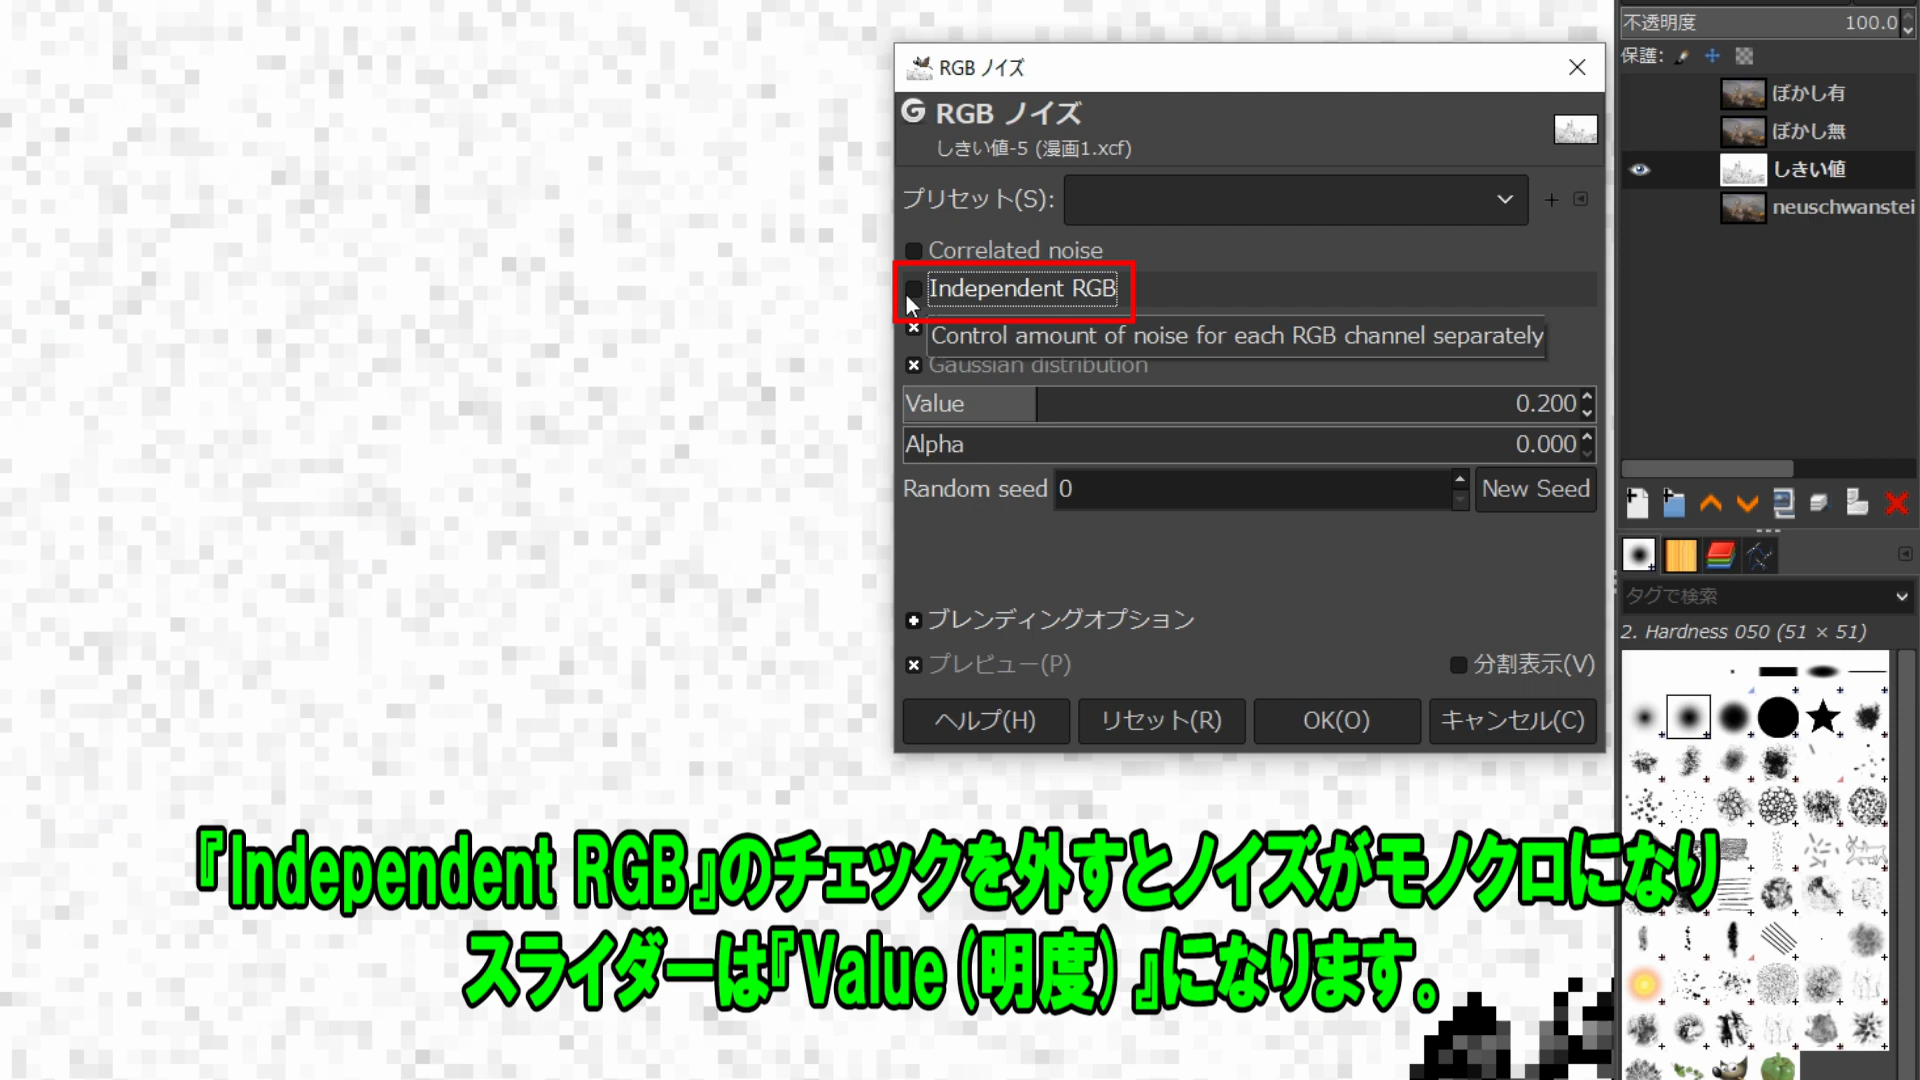 不透明度 100.0
保護:
ぼかし有
ぼかし無
しきい値
neuschwanstei
RGB ノイズ
RGB ノイズ
しきい値-5 (漫画1.xcf)
プリセット(S):
Correlated noise
Independent RGB
Control amount of noise for each RGB channel separately
Gaussian distribution
Value 0.200
Alpha 0.000
Random seed 0 New Seed
ブレンディングオプション
プレビュー(P) 分割表示(V)
ヘルプ(H) リセット(R) OK(O) キャンセル(C)
タグで検索
2. Hardness 050 (51 × 51)
『Independent RGB』のチェックを外すとノイズがモノクロになり
スライダーは『Value(明度)』になります。